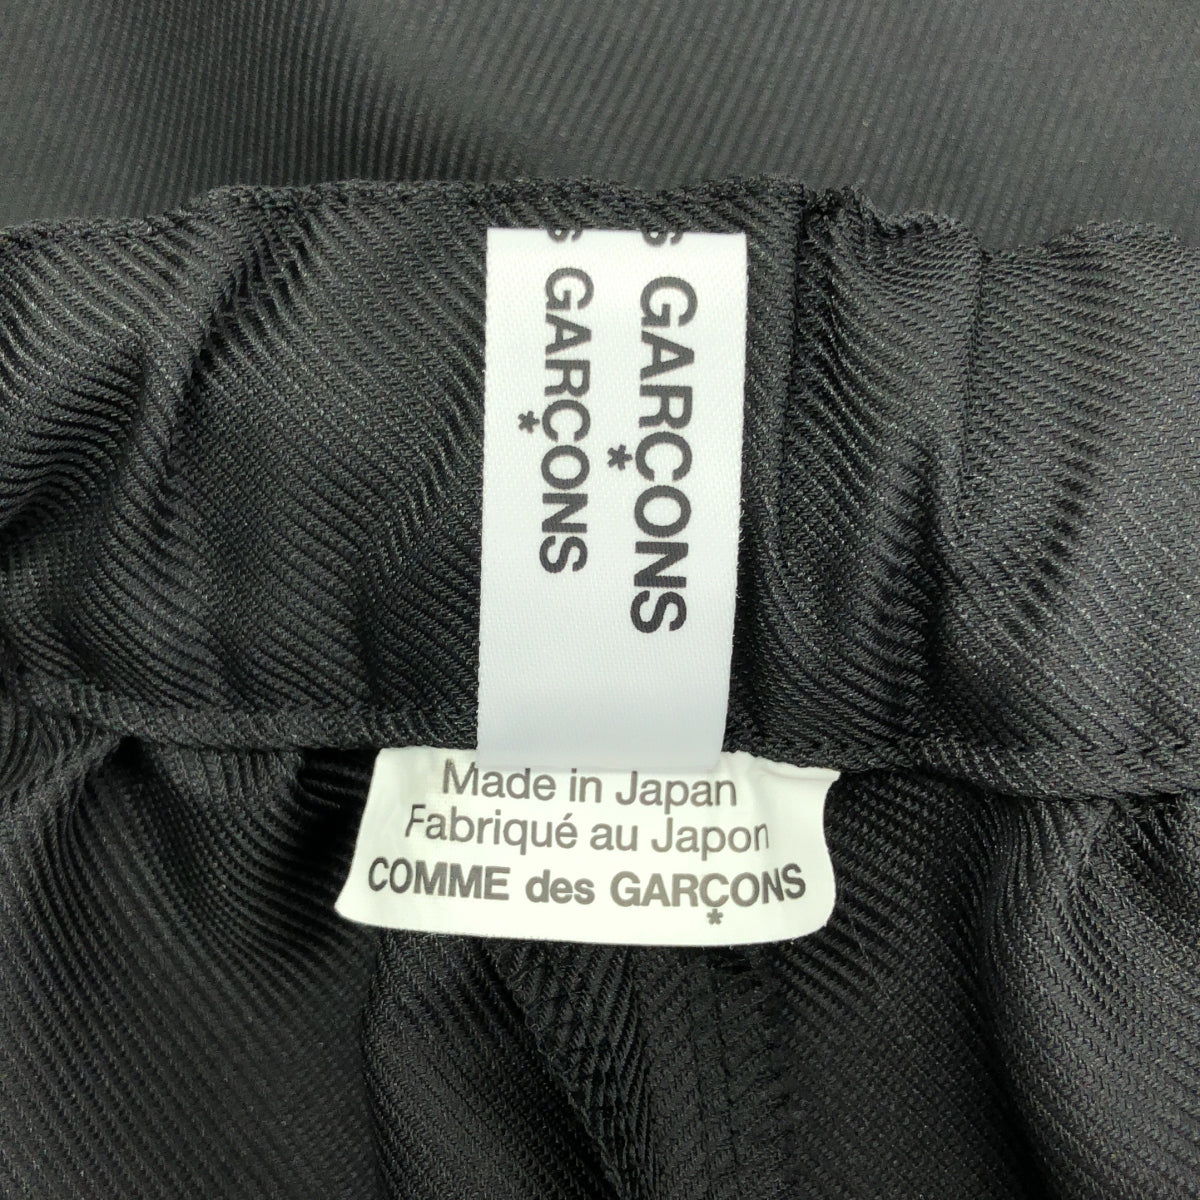 GARÇONS
GARÇONS
Made in Japan
Fabriqué au Japon
COMME des GARÇONS